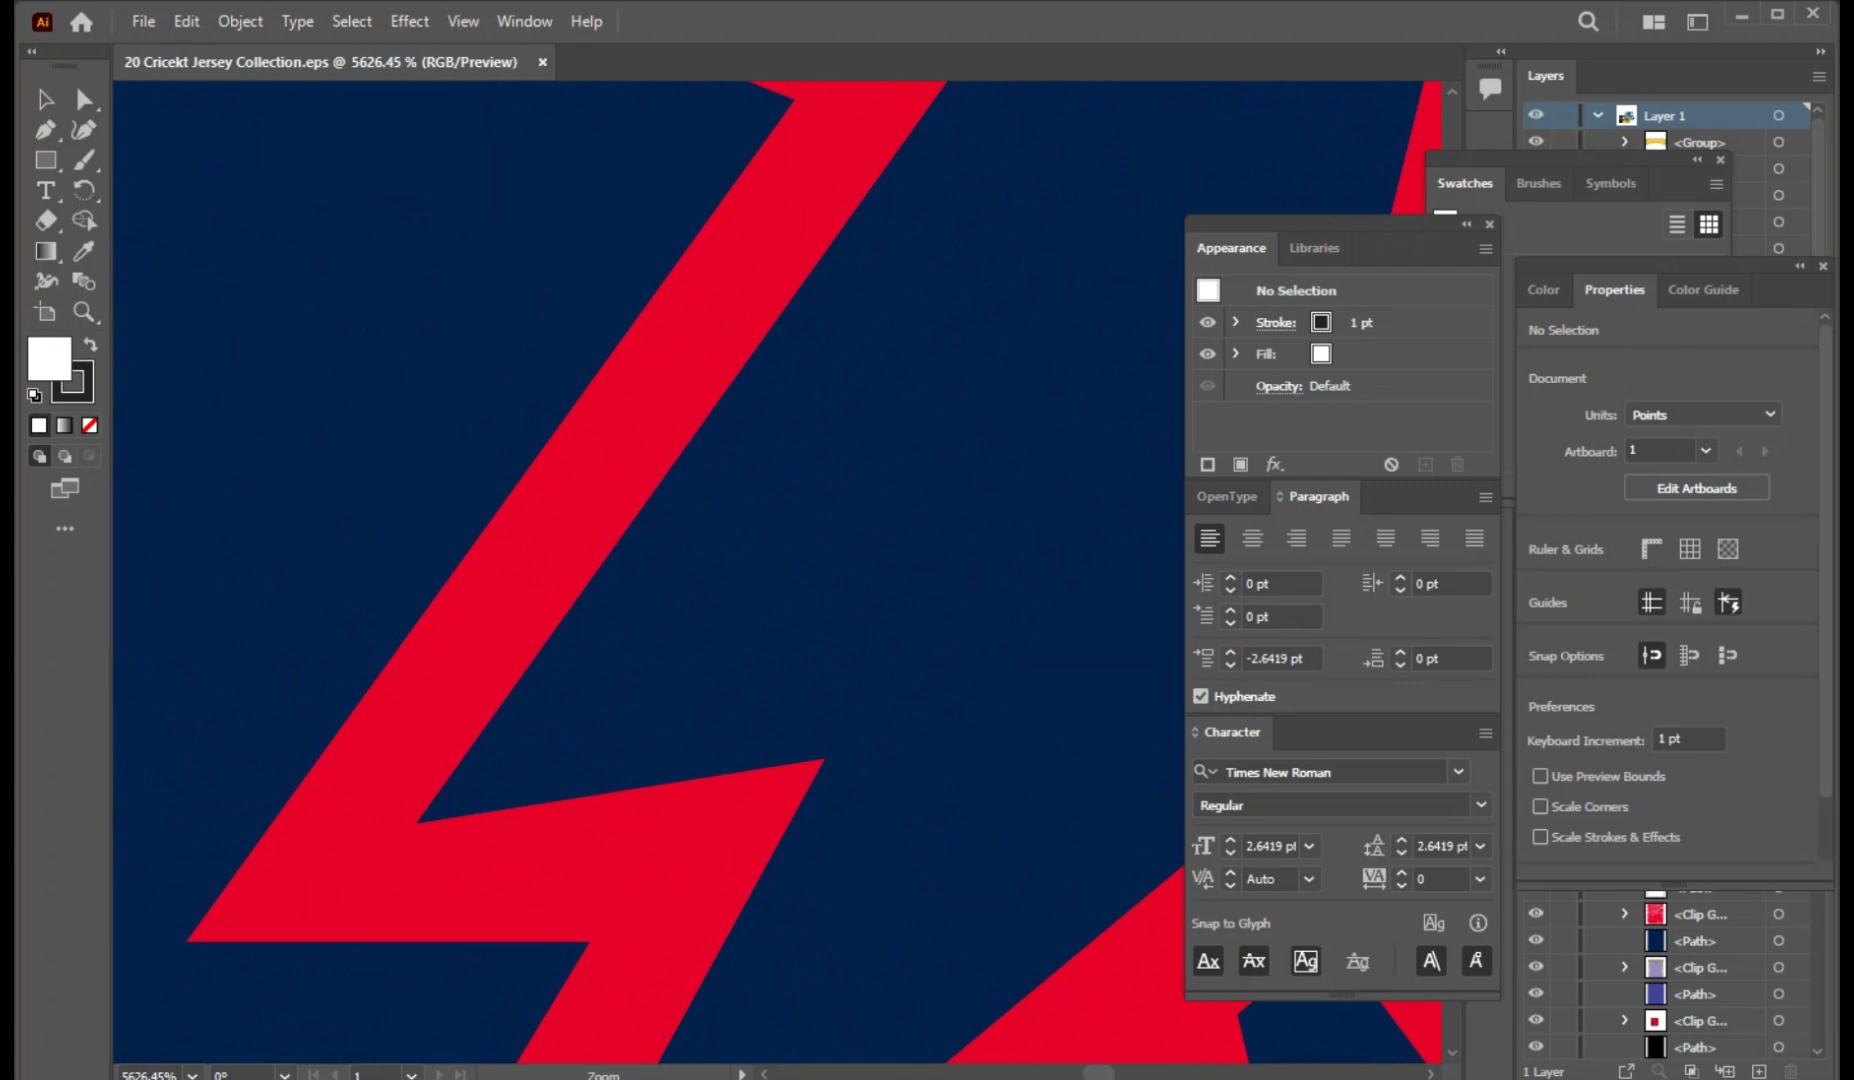 Ai File Edit Object Type Select Effect View Window Help
20 Cricekt Jersey Collection.eps @ 5626.45 % (RGB/Preview) ×
Layers
Layer 1
<Group>
Swatches Brushes Symbols
Appearance Libraries
No Selection
Stroke: 1 pt
Fill:
Opacity: Default
fx.
Color Properties Color Guide
No Selection
Document
Units: Points
Artboard: 1
Edit Artboards
Ruler & Grids
Guides
Snap Options
Preferences
Keyboard Increment: 1 pt
Use Preview Bounds
Scale Corners
Scale Strokes & Effects
OpenType Paragraph
0 pt 0 pt
0 pt
-2.6419 pt 0 pt
Hyphenate
Character
Times New Roman
Regular
2.6419 pt 2.6419 pt
Auto 0
Snap to Glyph
<Clip G...
<Path>
<Clip G...
<Path>
<Clip G...
<Path>
1 Layer
5626.45% 0° 1 Zoom